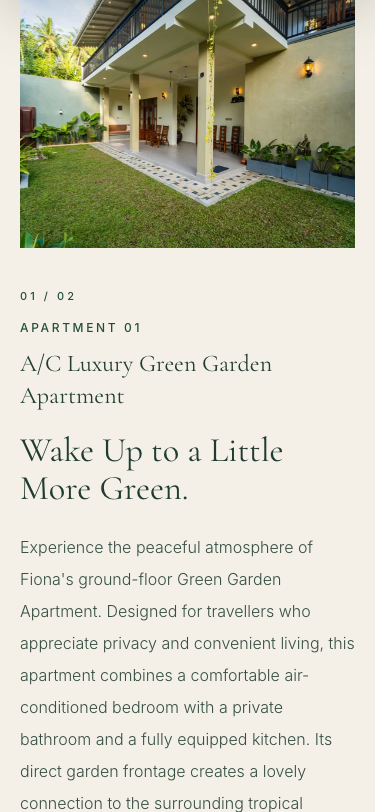 01 / 02
APARTMENT 01
A/C Luxury Green Garden
Apartment
Wake Up to a Little
More Green.
Experience the peaceful atmosphere of
Fiona's ground-floor Green Garden
Apartment. Designed for travellers who
appreciate privacy and convenient living, this
apartment combines a comfortable air-
conditioned bedroom with a private
bathroom and a fully equipped kitchen. Its
direct garden frontage creates a lovely
connection to the surrounding tropical